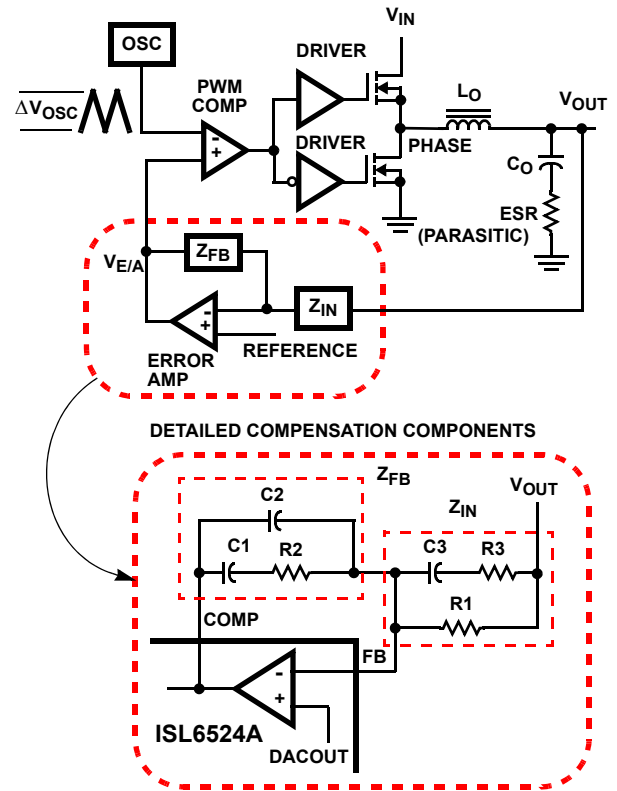 V_IN
OSC
DRIVER
PWM
COMP
L_O
ΔV_OSC
V_OUT
-
+
DRIVER
PHASE
C_O
ESR
(PARASITIC)
Z_FB
V_E/A
Z_IN
-
+
REFERENCE
ERROR
AMP
DETAILED COMPENSATION COMPONENTS
Z_FB
V_OUT
C2
Z_IN
C1
R2
C3
R3
R1
COMP
FB
-
+
ISL6524A
DACOUT